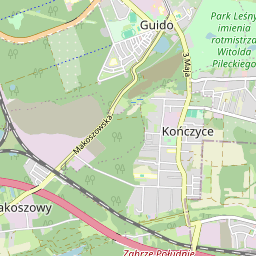 Guido
Park Leśny
imienia
rotmistrza
Witolda
Pileckiego
3 Maja
Makoszowska
Kończyce
akoszowy
Zabrze Południe